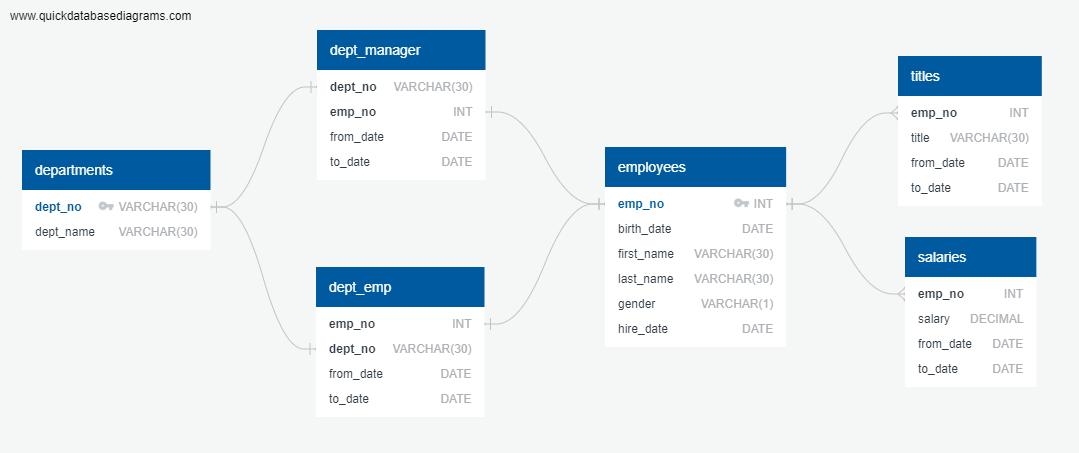 www.quickdatabasediagrams.com
departments
dept_no VARCHAR(30)
dept_name VARCHAR(30)
dept_manager
dept_no VARCHAR(30)
emp_no INT
from_date DATE
to_date DATE
dept_emp
emp_no INT
dept_no VARCHAR(30)
from_date DATE
to_date DATE
employees
emp_no INT
birth_date DATE
first_name VARCHAR(30)
last_name VARCHAR(30)
gender VARCHAR(1)
hire_date DATE
titles
emp_no INT
title VARCHAR(30)
from_date DATE
to_date DATE
salaries
emp_no INT
salary DECIMAL
from_date DATE
to_date DATE